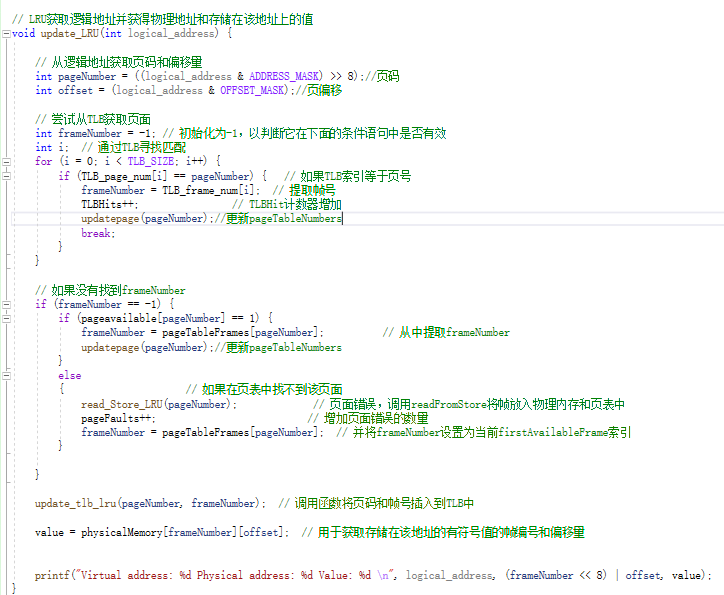 // LRU获取逻辑地址并获得物理地址和存储在该地址上的值
void update_LRU(int logical_address) {
// 从逻辑地址获取页码和偏移量
int pageNumber = ((logical_address & ADDRESS_MASK) >> 8);//页码
int offset = (logical_address & OFFSET_MASK);//页偏移
// 尝试从TLB获取页面
int frameNumber = -1; // 初始化为-1，以判断它在下面的条件语句中是否有效
int i; // 通过TLB寻找匹配
for (i = 0; i < TLB_SIZE; i++) {
if (TLB_page_num[i] == pageNumber) { // 如果TLB索引等于页号
frameNumber = TLB_frame_num[i]; // 提取帧号
TLBHits++; // TLBHit计数器增加
updatepage(pageNumber);//更新pageTableNumbers
break;
}
}
// 如果没有找到frameNumber
if (frameNumber == -1) {
if (pageavailable[pageNumber] == 1) {
frameNumber = pageTableFrames[pageNumber]; // 从中提取frameNumber
updatepage(pageNumber);//更新pageTableNumbers
}
else
{ // 如果在页表中找不到该页面
read_Store_LRU(pageNumber); // 页面错误，调用readFromStore将帧放入物理内存和页表中
pageFaults++; // 增加页面错误的数量
frameNumber = pageTableFrames[pageNumber]; // 并将frameNumber设置为当前firstAvailableFrame索引
}
}
update_tlb_lru(pageNumber, frameNumber); // 调用函数将页码和帧号插入到TLB中
value = physicalMemory[frameNumber][offset]; // 用于获取存储在该地址的有符号值的帧编号和偏移量
printf("Virtual address: %d Physical address: %d Value: %d \n", logical_address, (frameNumber << 8) | offset, value);
}